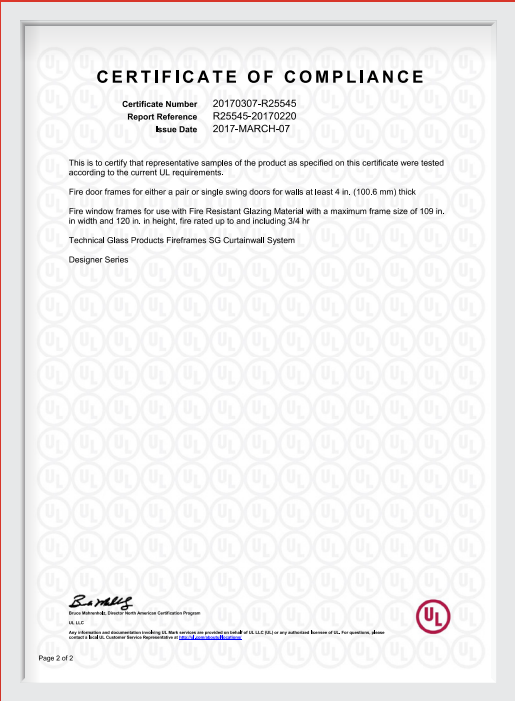 CERTIFICATE OF COMPLIANCE
Certificate Number 20170307-R25545
Report Reference R25545-20170220
Issue Date 2017-MARCH-07
This is to certify that representative samples of the product as specified on this certificate were tested
according to the current UL requirements.
Fire door frames for either a pair or single swing doors for walls at least 4 in. (100.6 mm) thick
Fire window frames for use with Fire Resistant Glazing Material with a maximum frame size of 109 in.
in width and 120 in. in height, fire rated up to and including 3/4 hr
Technical Glass Products Fireframes SG Curtainwall System
Designer Series
Bruce Mahrenholz, Director North American Certification Program
UL LLC
Any information and documentation involving UL Mark services are provided on behalf of UL LLC (UL) or any authorized licensee of UL. For questions, please
contact a local UL Customer Service Representative at http://ul.com/aboutul/locations/
UL
Page 2 of 2